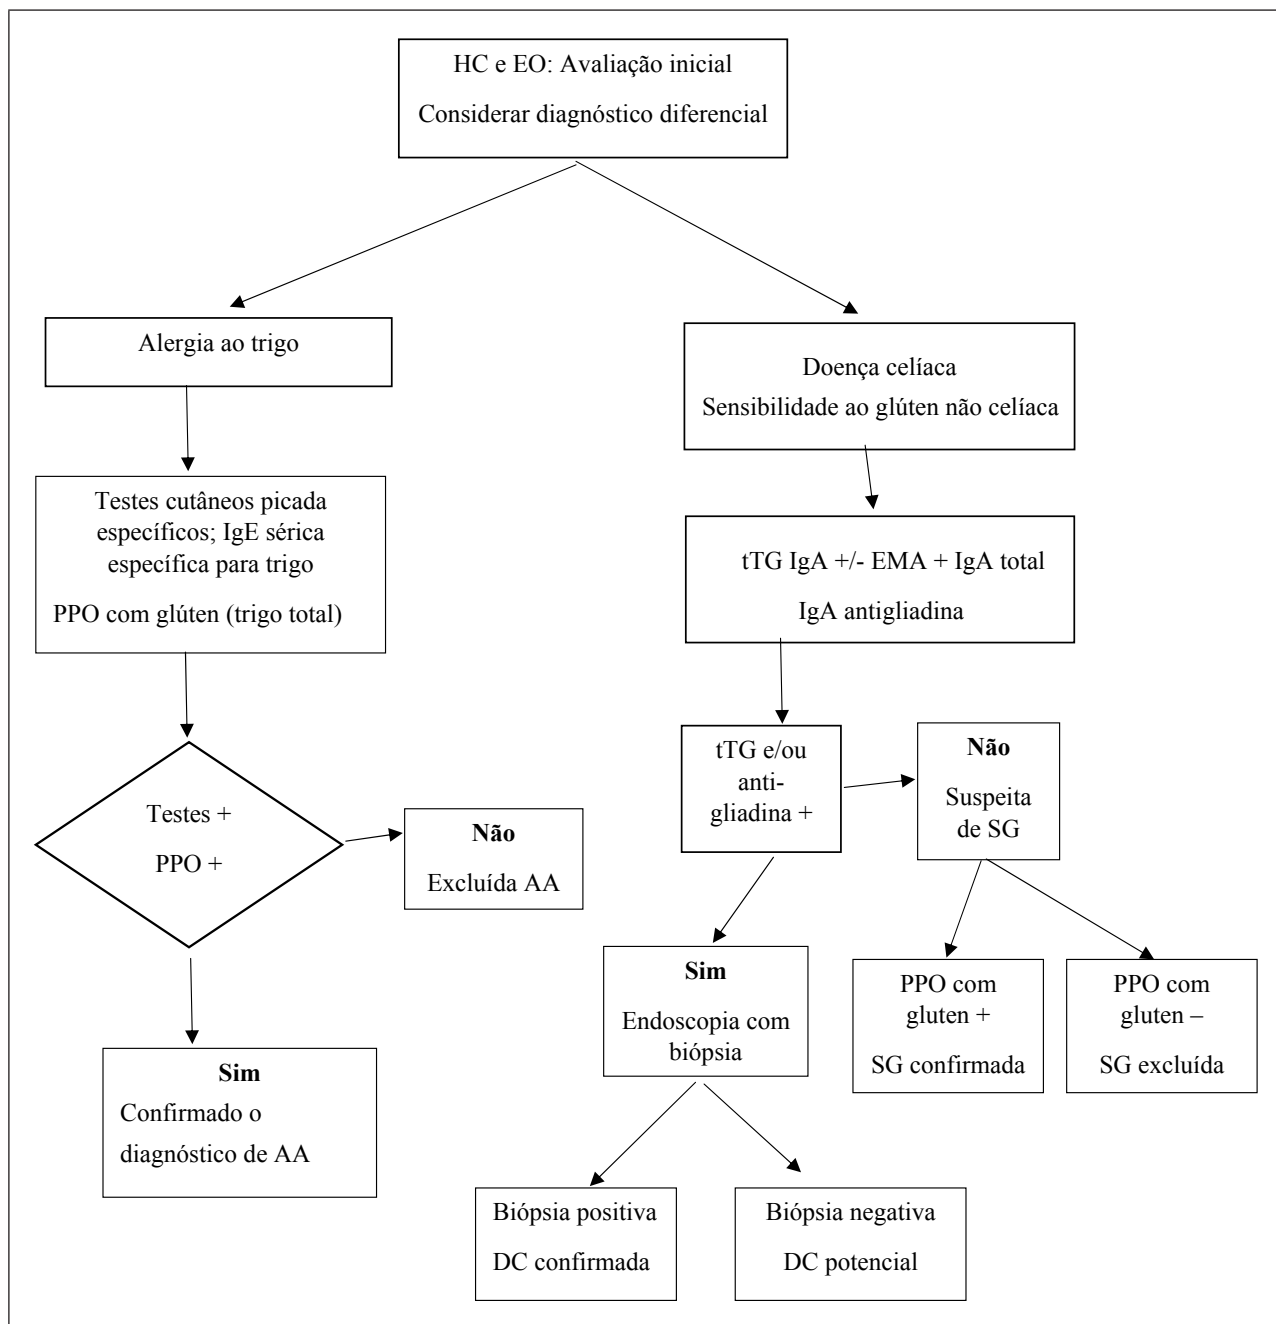 HC e EO: Avaliação inicial
Considerar diagnóstico diferencial
Alergia ao trigo
Doença celíaca
Sensibilidade ao glúten não celíaca
Testes cutâneos picada
específicos; IgE sérica
específica para trigo
PPO com glúten (trigo total)
tTG IgA +/- EMA + IgA total
IgA antigliadina
Testes +
PPO +
Não
Excluída AA
tTG e/ou
anti-
gliadina +
Não
Suspeita
de SG
Sim
Confirmado o
diagnóstico de AA
Sim
Endoscopia com
biópsia
PPO com
gluten +
SG confirmada
PPO com
gluten –
SG excluída
Biópsia positiva
DC confirmada
Biópsia negativa
DC potencial